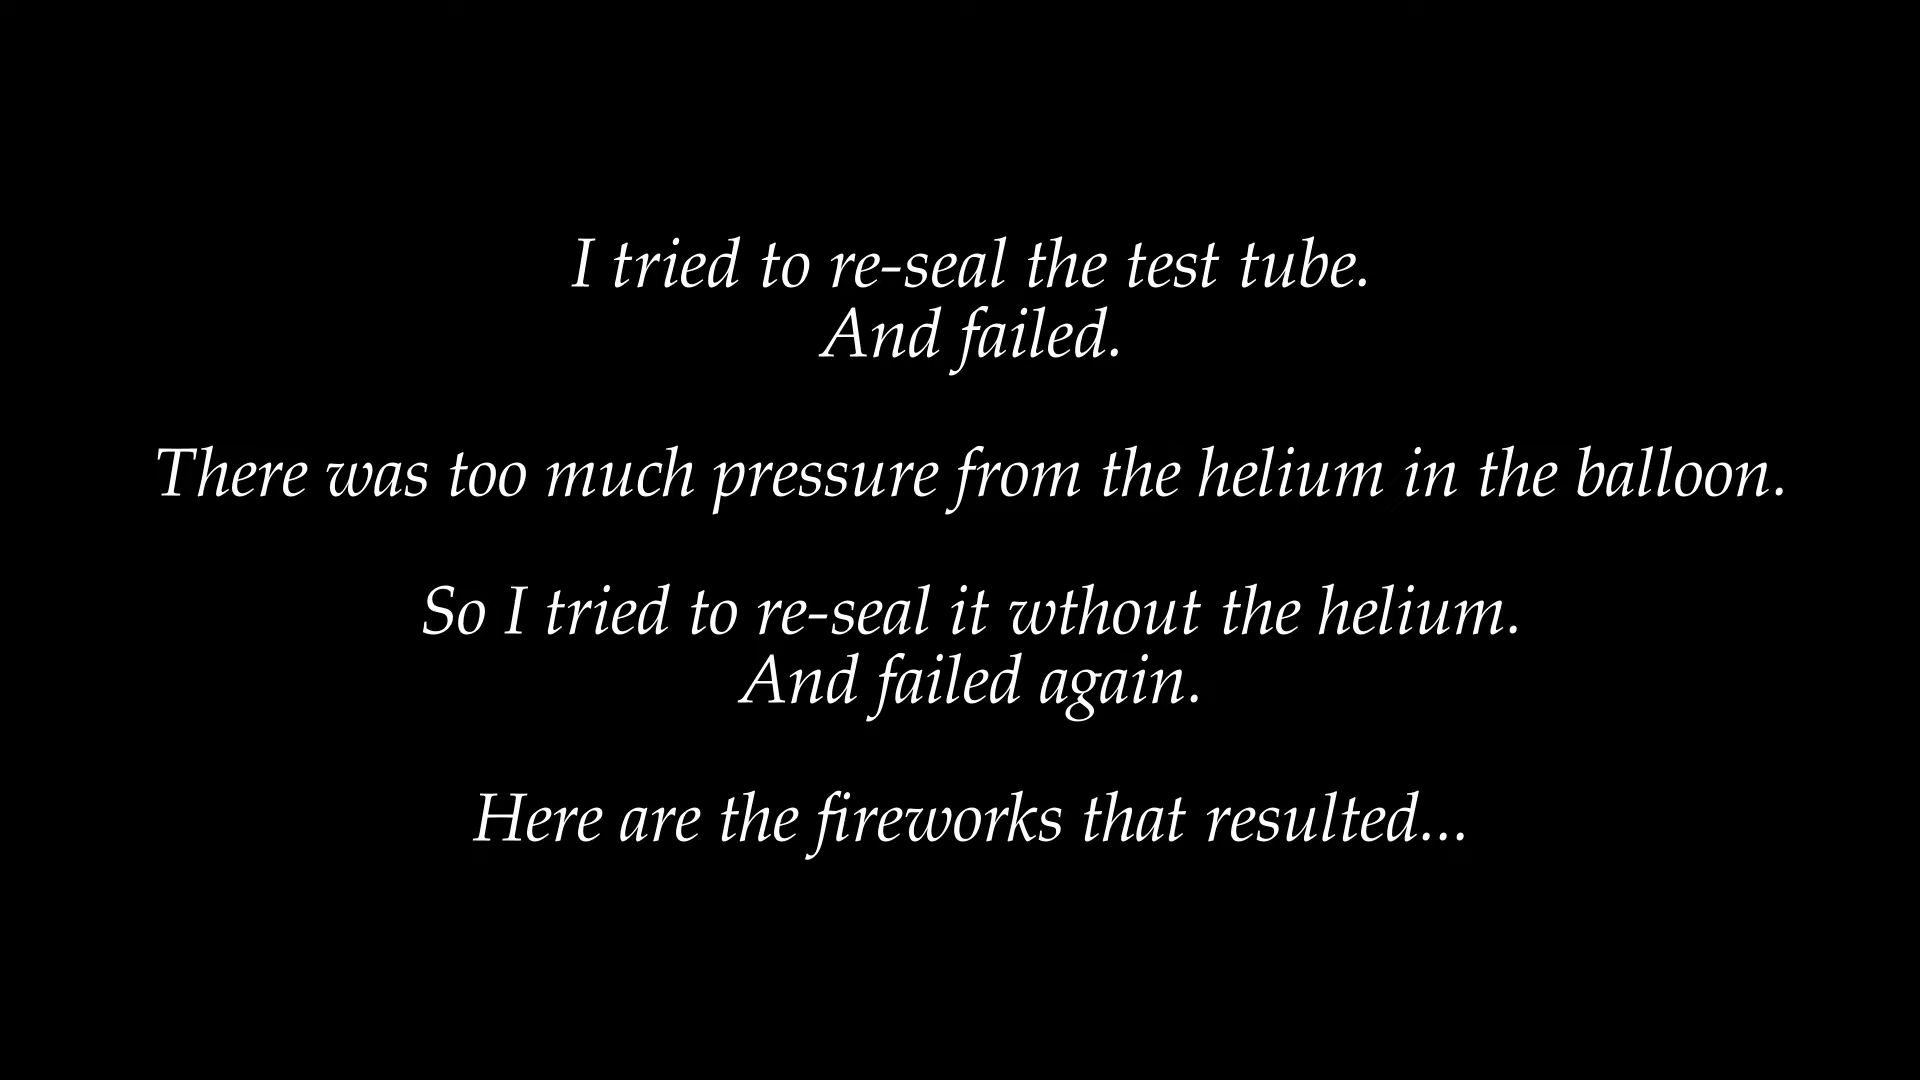 I tried to re-seal the test tube.
And failed.
There was too much pressure from the helium in the balloon.
So I tried to re-seal it wthout the helium.
And failed again.
Here are the fireworks that resulted...